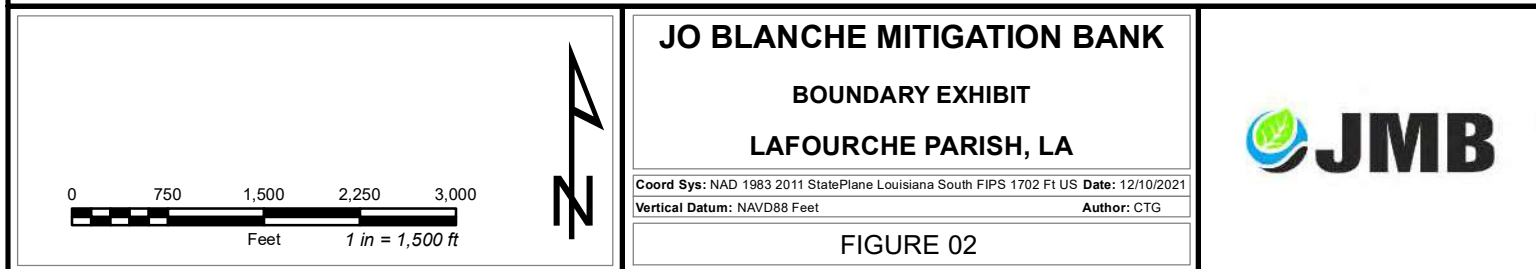 0 750 1,500 2,250 3,000
Feet 1 in = 1,500 ft
N
JO BLANCHE MITIGATION BANK
BOUNDARY EXHIBIT
LAFOURCHE PARISH, LA
Coord Sys: NAD 1983 2011 StatePlane Louisiana South FIPS 1702 Ft US Date: 12/10/2021
Vertical Datum: NAVD88 Feet Author: CTG
FIGURE 02
JMB